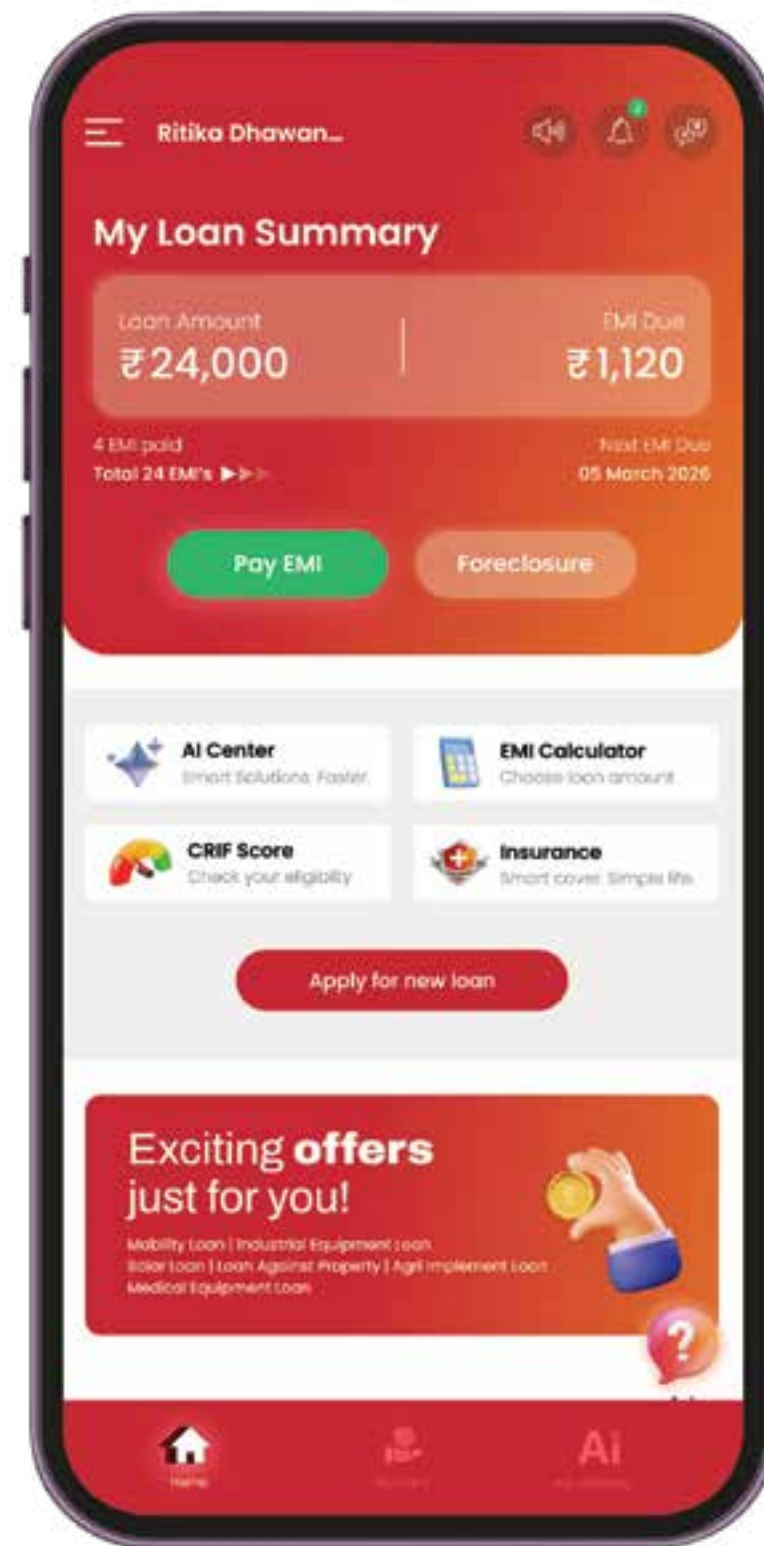 Ritika Dhawan...
2
My Loan Summary
Loan Amount
EMI Due
₹24,000
₹1,120
4 EMI paid
Next EMI Due
Total 24 EMI's
05 March 2026
Pay EMI
Foreclosure
AI Center
Smart Solutions. Faster.
EMI Calculator
Choose loan amount
CRIF Score
Check your eligibility
Insurance
Smart cover. Simple life.
Apply for new loan
Exciting offers
just for you!
Mobility Loan | Industrial Equipment Loan
Solar Loan | Loan Against Property | Agri Implement Loan
Medical Equipment Loan
?
Ai
Home